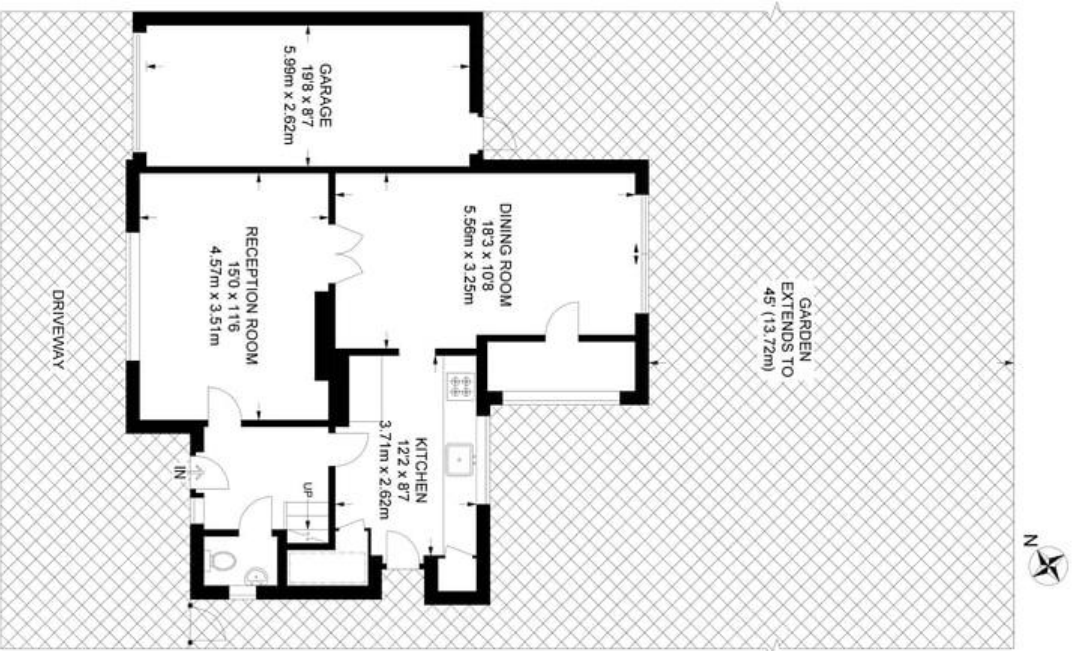 GARAGE
19'8 x 8'7
5.99m x 2.62m
DINING ROOM
18'3 x 10'8
5.56m x 3.25m
RECEPTION ROOM
15'0 x 11'6
4.57m x 3.51m
KITCHEN
12'2 x 8'7
3.71m x 2.62m
UP
IN
DRIVEWAY
GARDEN
EXTENDS TO
45' (13.72m)
N